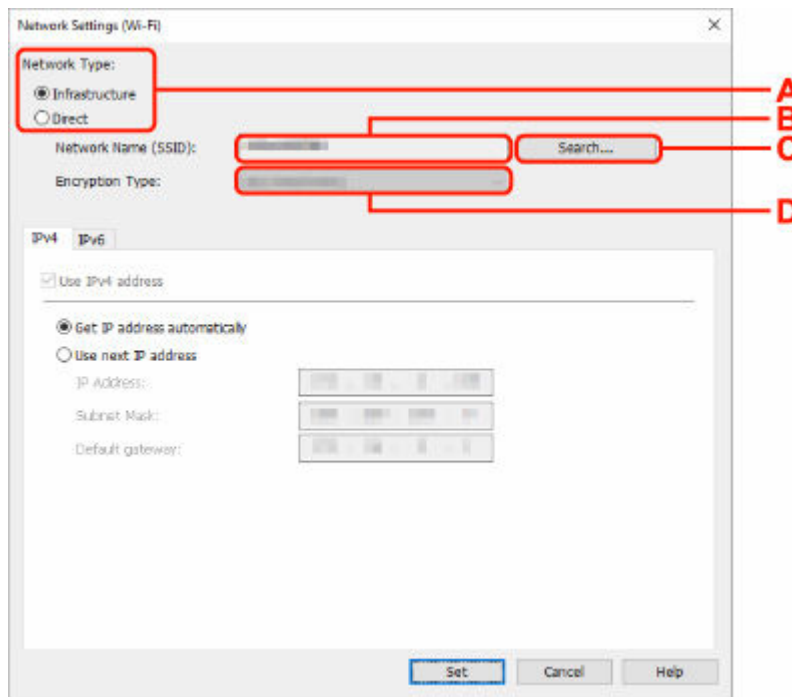 Network Settings (Wi-Fi)
Network Type:
Infrastructure
Direct
A
B
Network Name (SSID):
Search...
C
Encryption Type:
D
IPv4 IPv6
Use IPv4 address
Get IP address automatically
Use next IP address
IP Address:
Subnet Mask:
Default gateway:
Set Cancel Help